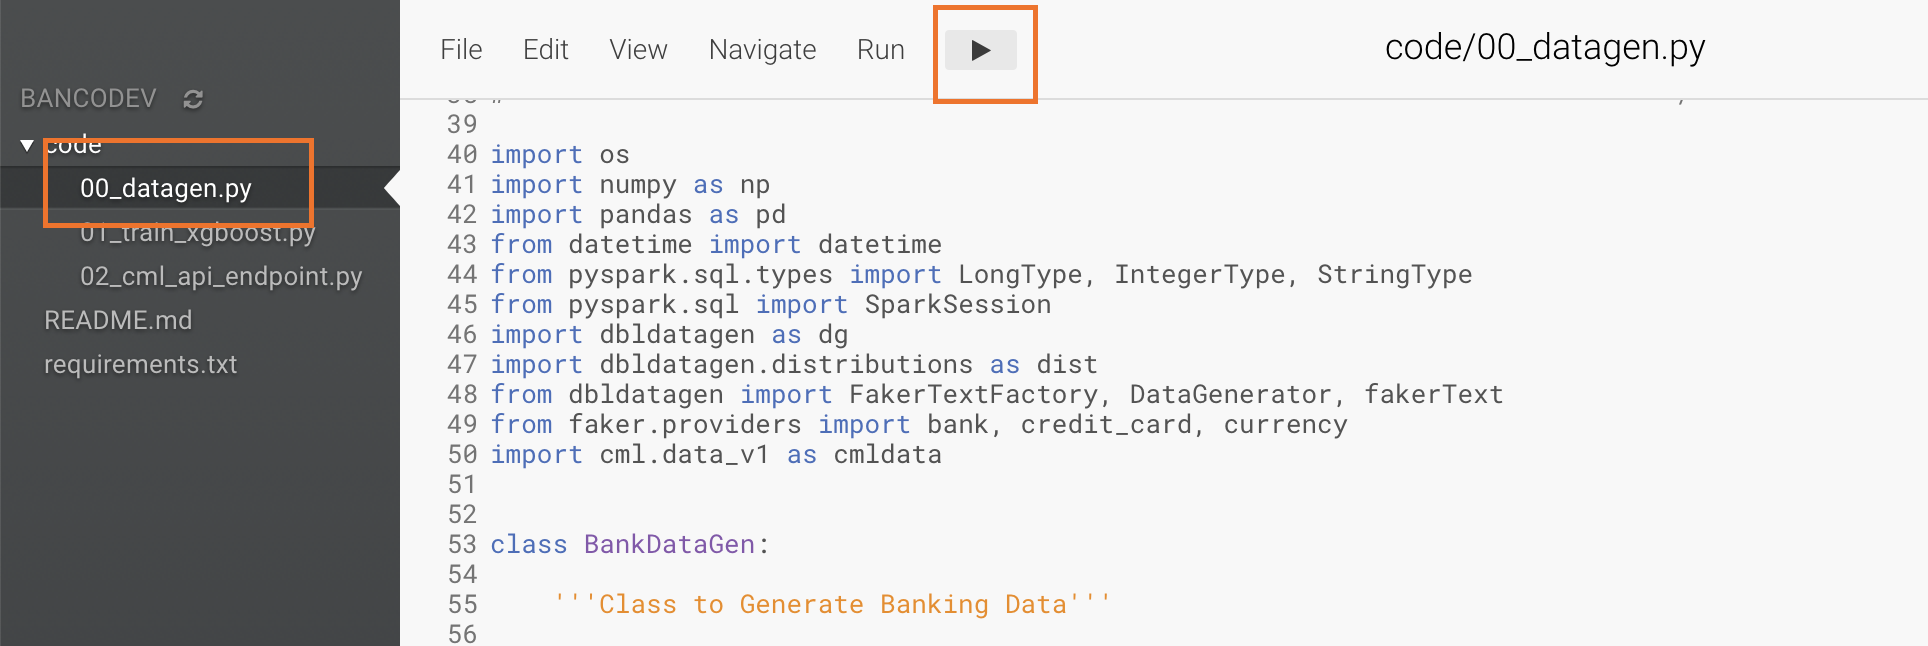 BANCODEV
code
00_datagen.py
01_train_xgboost.py
02_cml_api_endpoint.py
README.md
requirements.txt
File Edit View Navigate Run
code/00_datagen.py
39
40 import os
41 import numpy as np
42 import pandas as pd
43 from datetime import datetime
44 from pyspark.sql.types import LongType, IntegerType, StringType
45 from pyspark.sql import SparkSession
46 import dbldatagen as dg
47 import dbldatagen.distributions as dist
48 from dbldatagen import FakerTextFactory, DataGenerator, fakerText
49 from faker.providers import bank, credit_card, currency
50 import cml.data_v1 as cmldata
51
52
53 class BankDataGen:
54
55 '''Class to Generate Banking Data'''
56